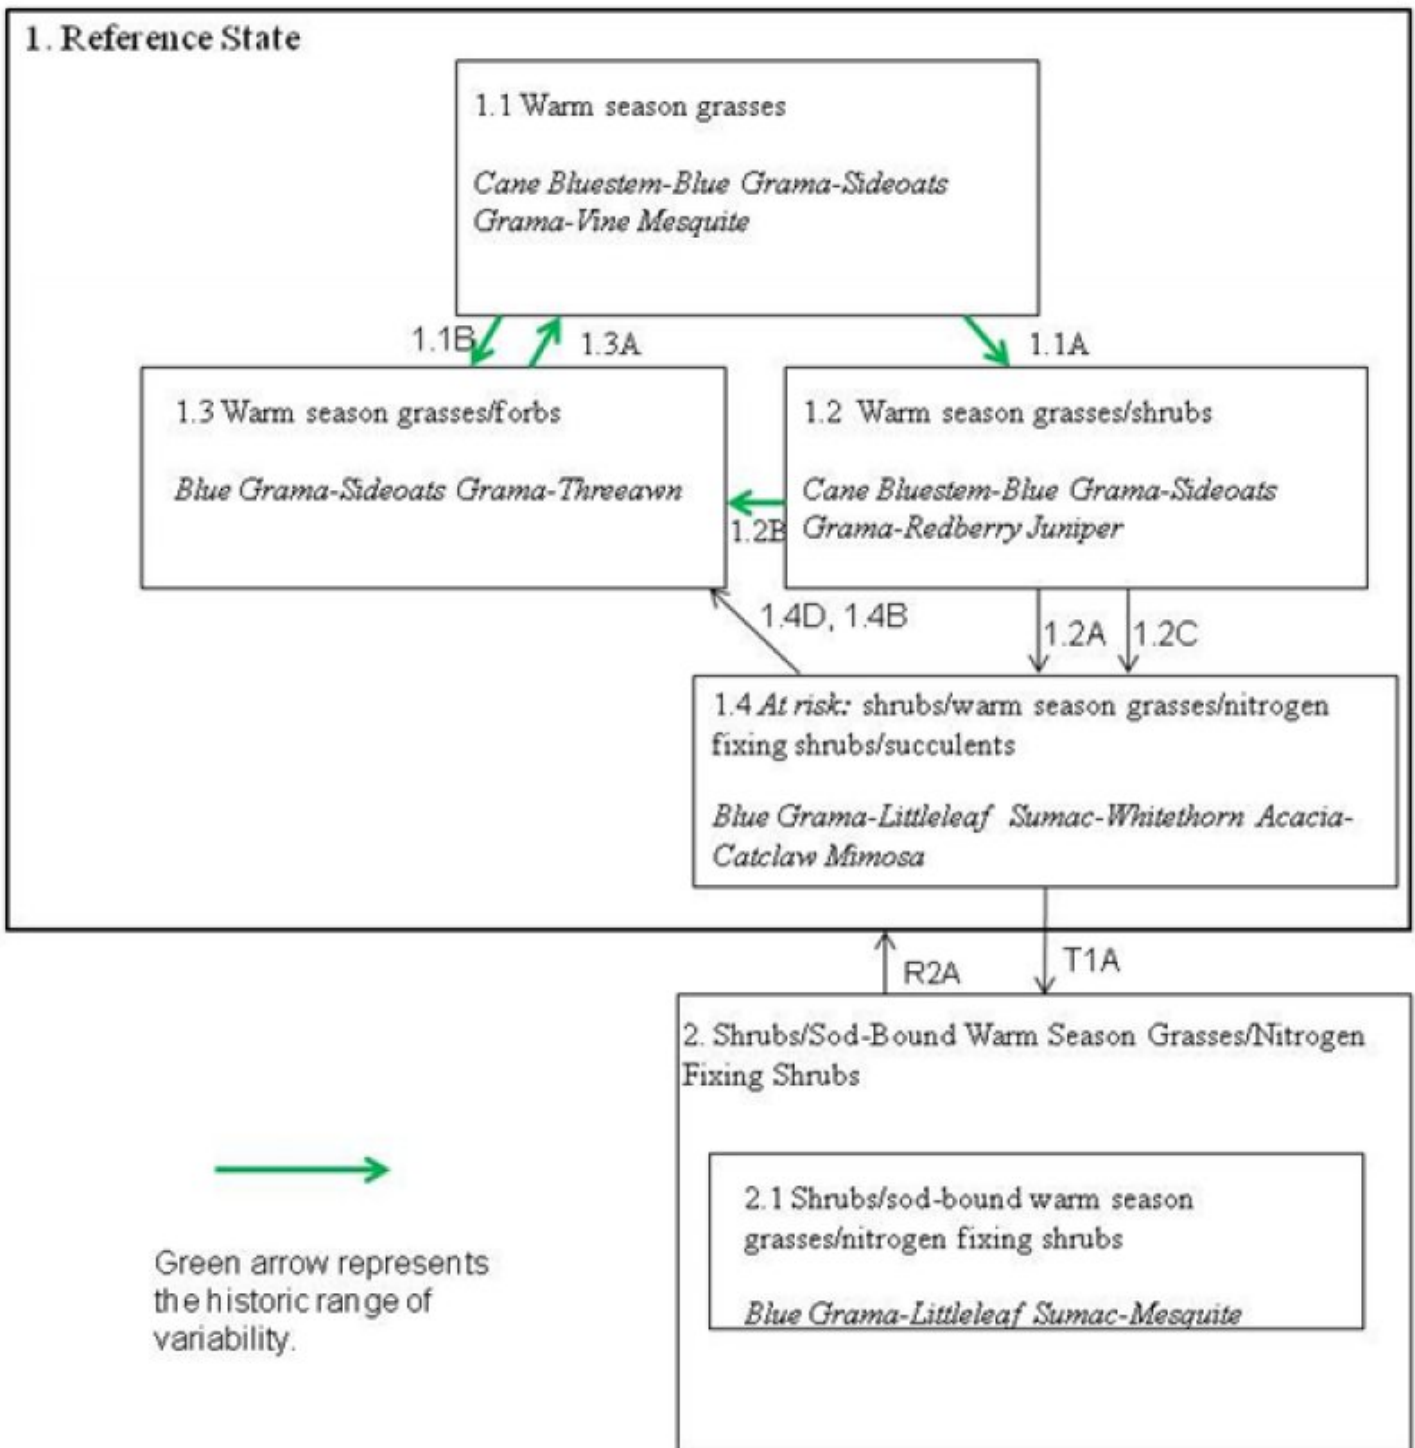 1. Reference State
1.1 Warm season grasses
Cane Bluestem-Blue Grama-Sideoats
Grama-Vine Mesquite
1.1B
1.3A
1.1A
1.3 Warm season grasses/forbs
Blue Grama-Sideoats Grama-Threeawn
1.2 Warm season grasses/shrubs
Cane Bluestem-Blue Grama-Sideoats
Grama-Redberry Juniper
1.2B
1.4D, 1.4B
1.2A
1.2C
1.4 At risk: shrubs/warm season grasses/nitrogen
fixing shrubs/succulents
Blue Grama-Littleleaf Sumac-Whitethorn Acacia-
Catclaw Mimosa
R2A
T1A
2. Shrubs/Sod-Bound Warm Season Grasses/Nitrogen
Fixing Shrubs
2.1 Shrubs/sod-bound warm season
grasses/nitrogen fixing shrubs
Blue Grama-Littleleaf Sumac-Mesquite
Green arrow represents
the historic range of
variability.